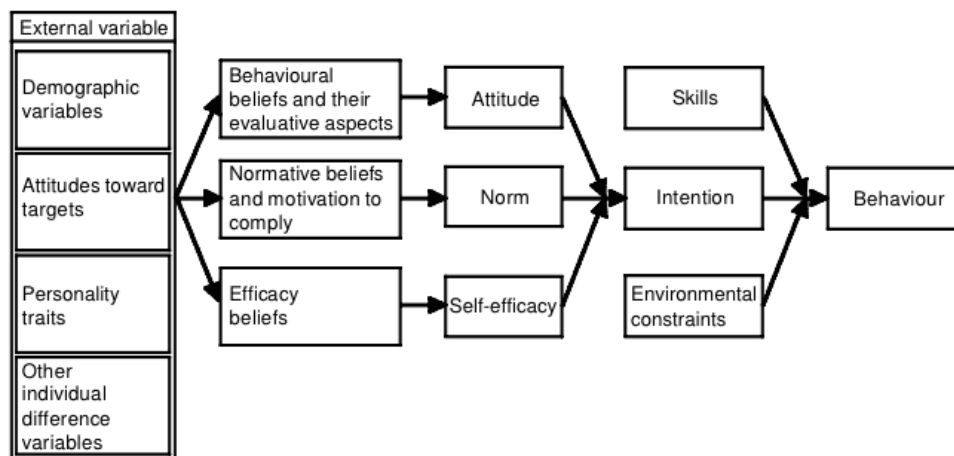 External variable
Demographic
variables
Attitudes toward
targets
Personality
traits
Other
individual
difference
variables
Behavioural
beliefs and their
evaluative aspects
Normative beliefs
and motivation to
comply
Efficacy
beliefs
Attitude
Norm
Self-efficacy
Skills
Intention
Environmental
constraints
Behaviour